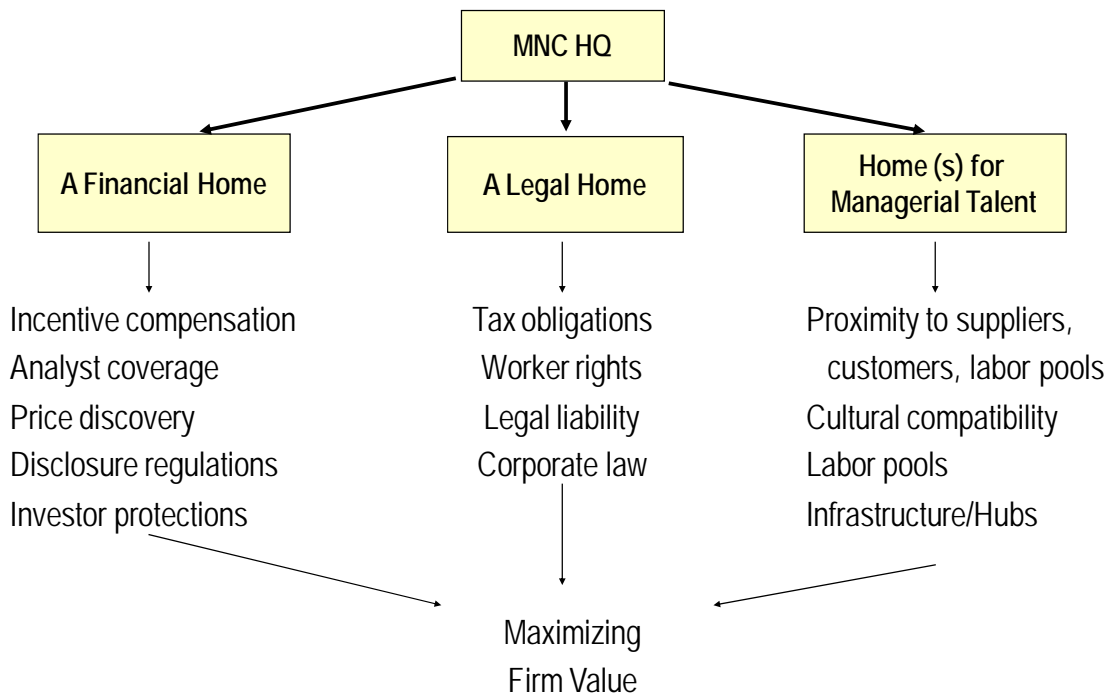 MNC HQ
A Financial Home
A Legal Home
Home (s) for
Managerial Talent
Incentive compensation
Analyst coverage
Price discovery
Disclosure regulations
Investor protections
Tax obligations
Worker rights
Legal liability
Corporate law
Proximity to suppliers,
customers, labor pools
Cultural compatibility
Labor pools
Infrastructure/Hubs
Maximizing
Firm Value